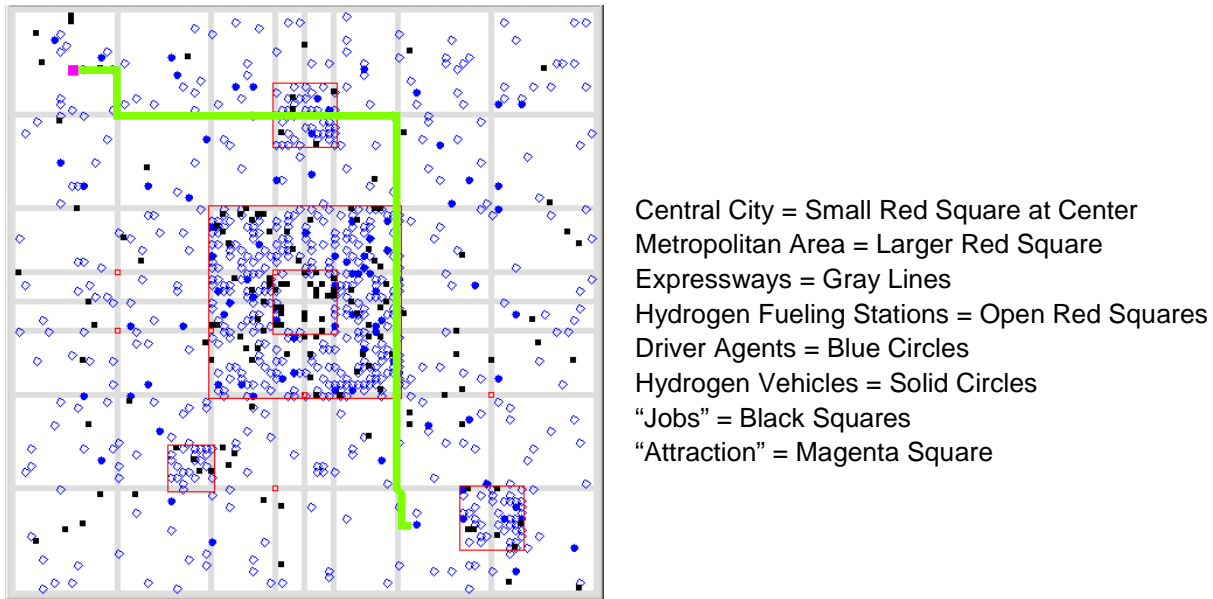 Central City = Small Red Square at Center
Metropolitan Area = Larger Red Square
Expressways = Gray Lines
Hydrogen Fueling Stations = Open Red Squares
Driver Agents = Blue Circles
Hydrogen Vehicles = Solid Circles
“Jobs” = Black Squares
“Attraction” = Magenta Square